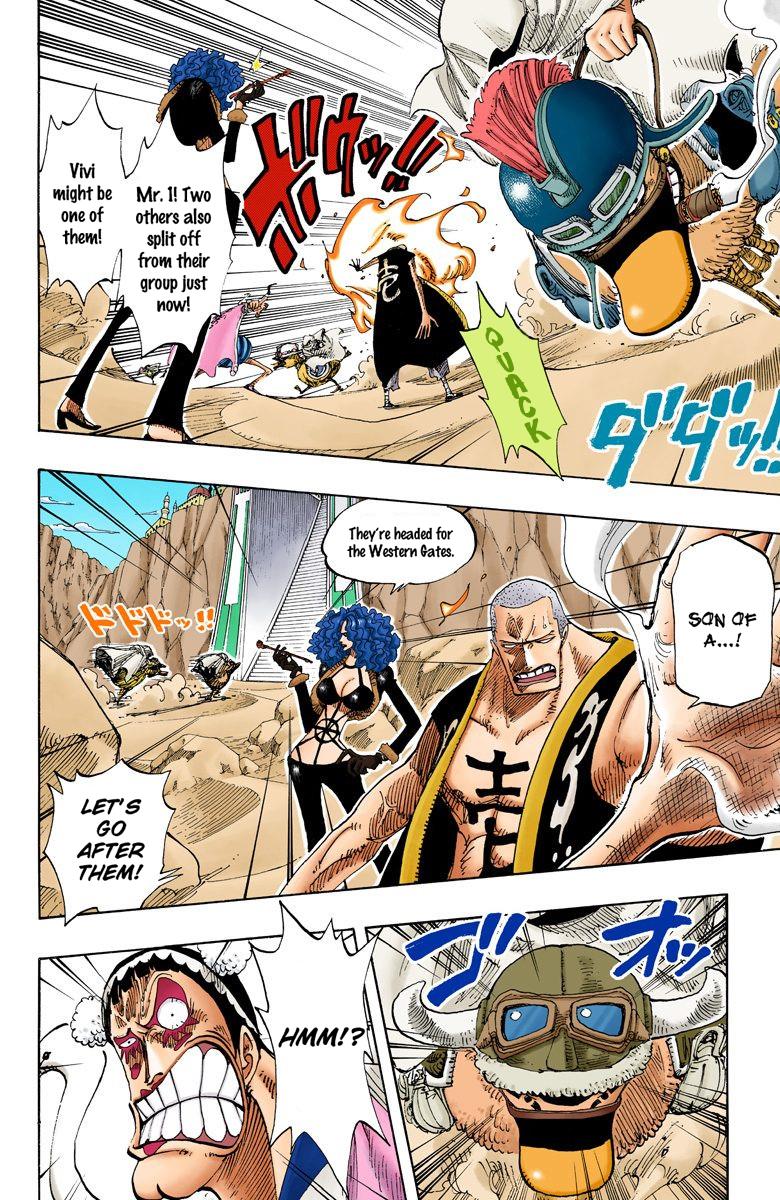 Mr. 1! Two
others also
split off
from their
group just
now!
Vivi
might be
one of
them!
ボウッ!!
QUACK
ダダッ!!
SON OF
A...!
They're headed for
the Western Gates.
ドドドッ!!
LET'S
GO
AFTER
THEM!
ゴオッ
HMM!?